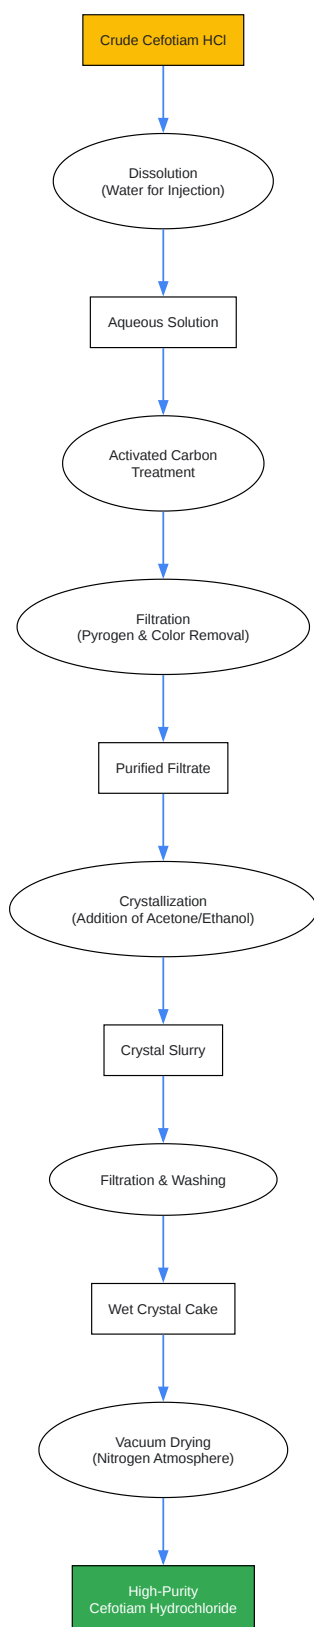 Crude Cefotiam HCl
Dissolution
(Water for Injection)
Aqueous Solution
Activated Carbon
Treatment
Filtration
(Pyrogen & Color Removal)
Purified Filtrate
Crystallization
(Addition of Acetone/Ethanol)
Crystal Slurry
Filtration & Washing
Wet Crystal Cake
Vacuum Drying
(Nitrogen Atmosphere)
High-Purity
Cefotiam Hydrochloride